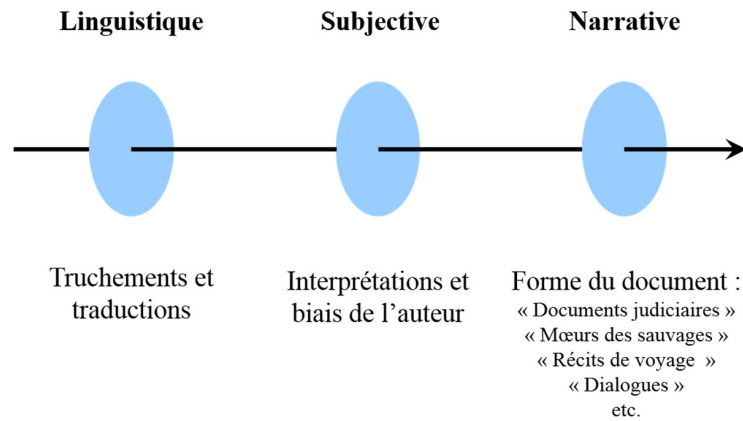 Linguistique
Subjective
Narrative
Truchements et
traductions
Interprétations et
biais de l’auteur
Forme du document :
« Documents judiciaires »
« Mœurs des sauvages »
« Récits de voyage  »
« Dialogues »
etc.